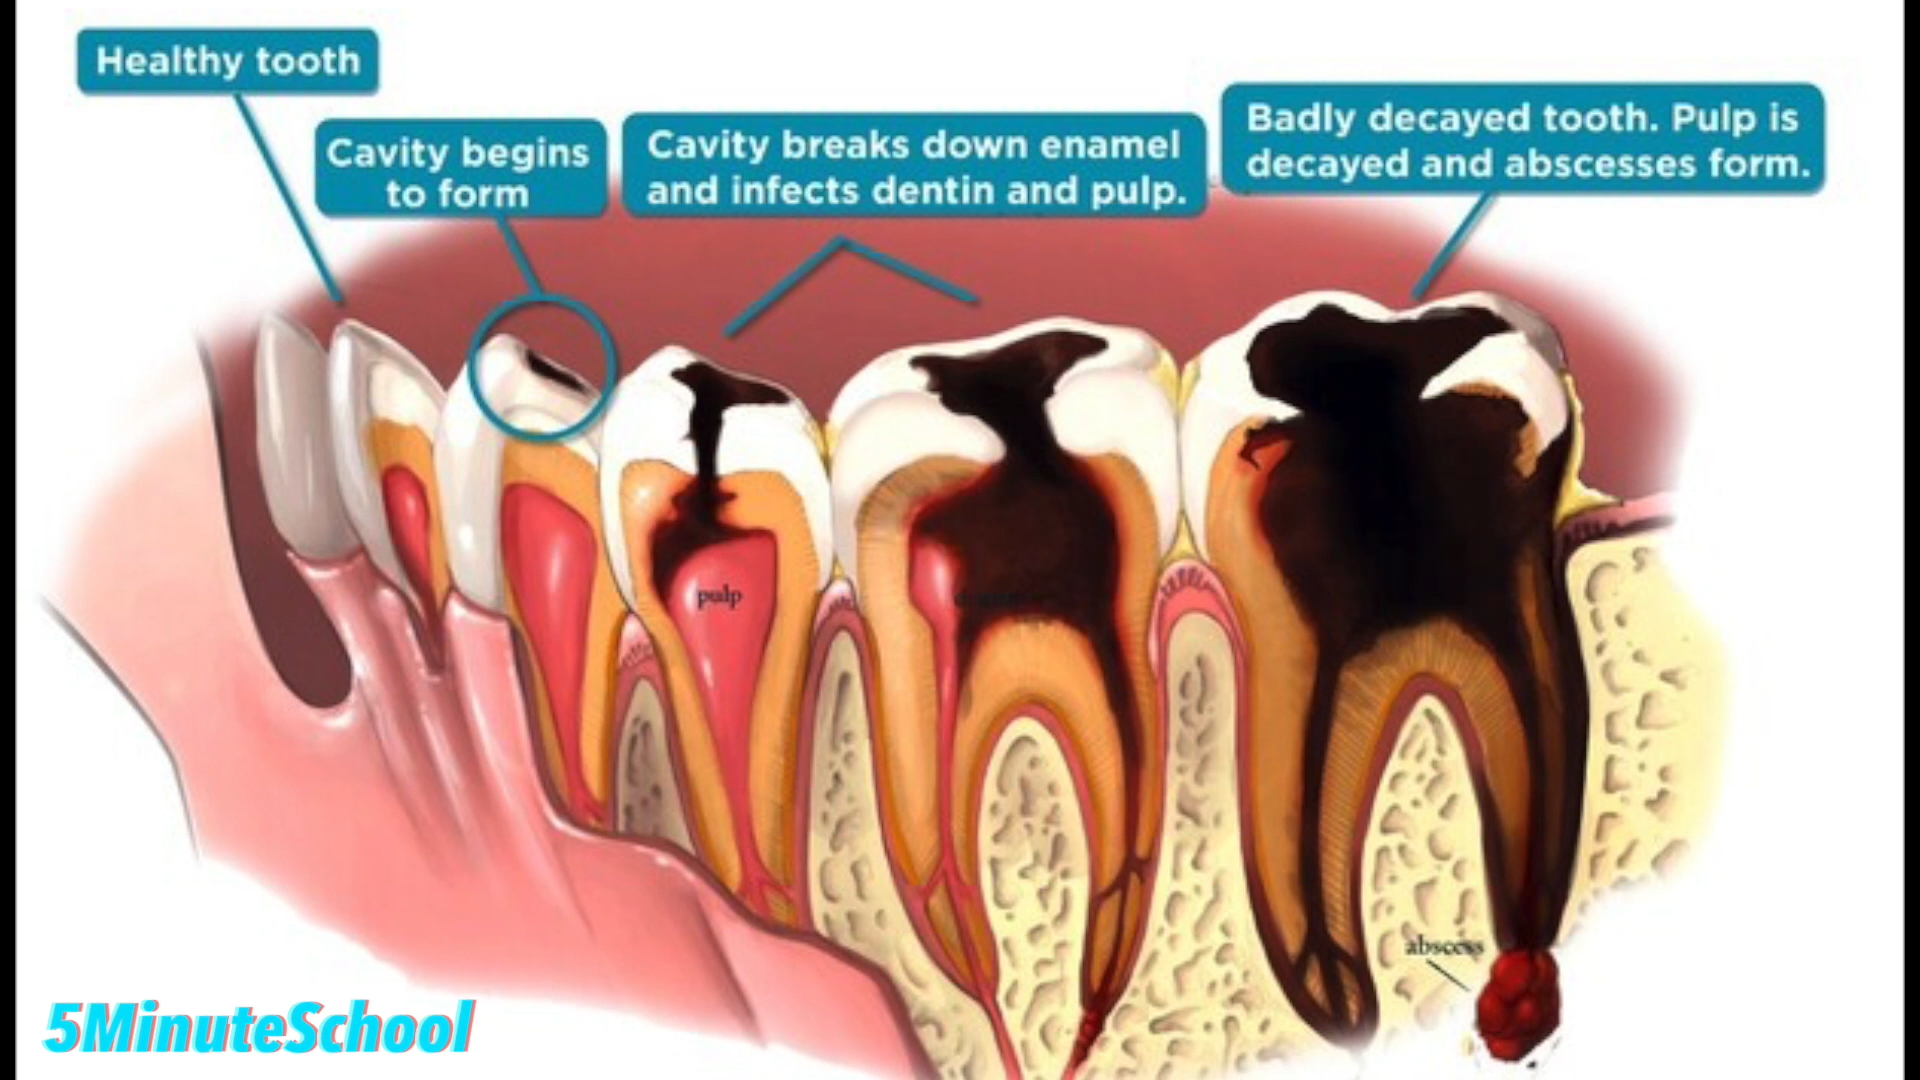 Healthy tooth
Cavity begins
to form
Cavity breaks down enamel
and infects dentin and pulp.
Badly decayed tooth. Pulp is
decayed and abscesses form.
pulp
abscess
5MinuteSchool